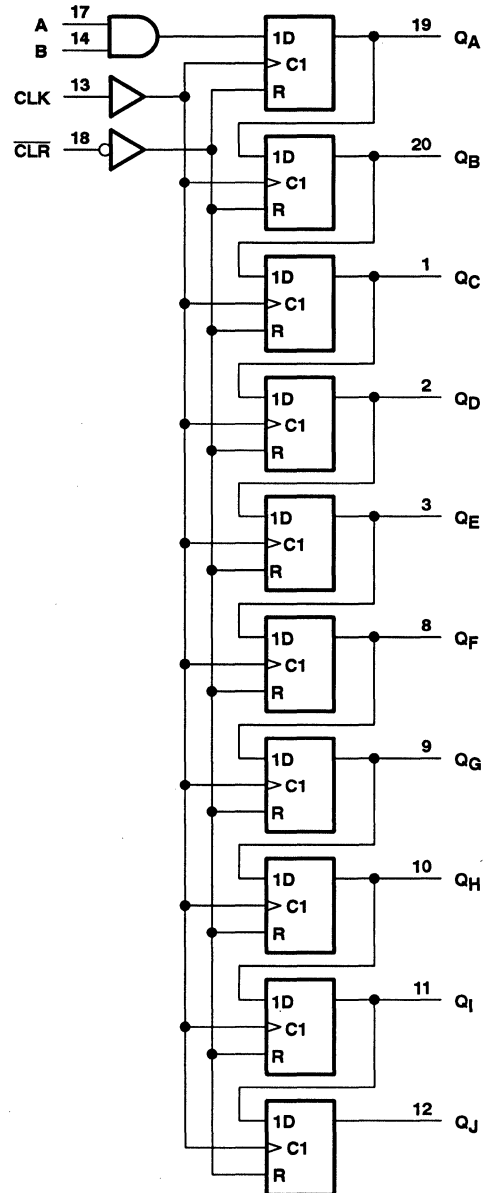 A 17 1D 19 QA
B 14 C1
CLK 13 R
C̅L̅R̅ 18 1D 20 QB
C1
R
1D 1 QC
C1
R
1D 2 QD
C1
R
1D 3 QE
C1
R
1D 8 QF
C1
R
1D 9 QG
C1
R
1D 10 QH
C1
R
1D 11 QI
C1
R
1D 12 QJ
C1
R